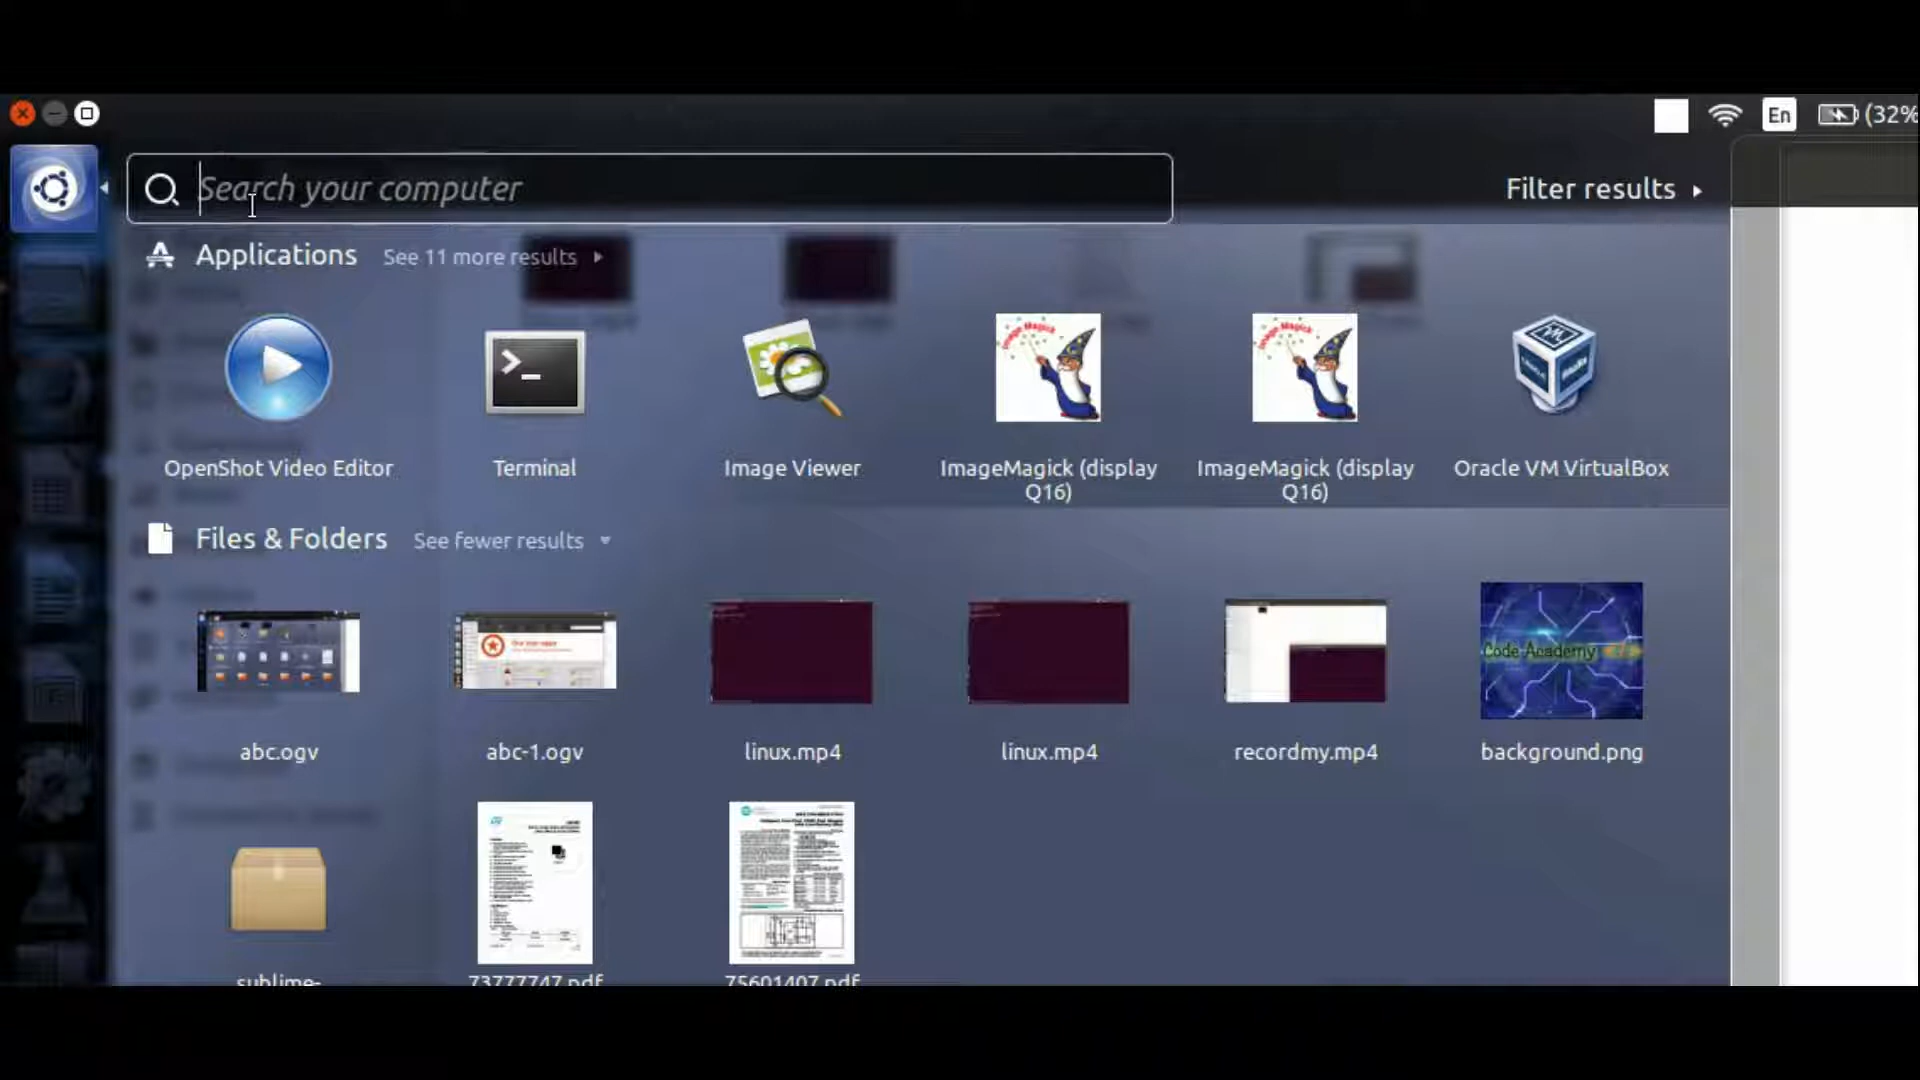 En (32%
Search your computer
Filter results
Applications See 11 more results
OpenShot Video Editor
Terminal
Image Viewer
ImageMagick (display
Q16)
ImageMagick (display
Q16)
Oracle VM VirtualBox
Files & Folders See fewer results
Code Academy
abc.ogv
abc-1.ogv
linux.mp4
linux.mp4
recordmy.mp4
background.png
sublime-
73777747.pdf
75601407.pdf